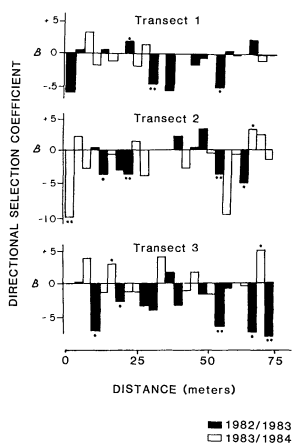 Transect 1
+5
β 0
-.5
Transect 2
+5
β 0
-5
-10
Transect 3
+5
β 0
-5
0 25 50 75
DISTANCE (meters)
DIRECTIONAL SELECTION COEFFICIENT
1982/1983
1983/1984